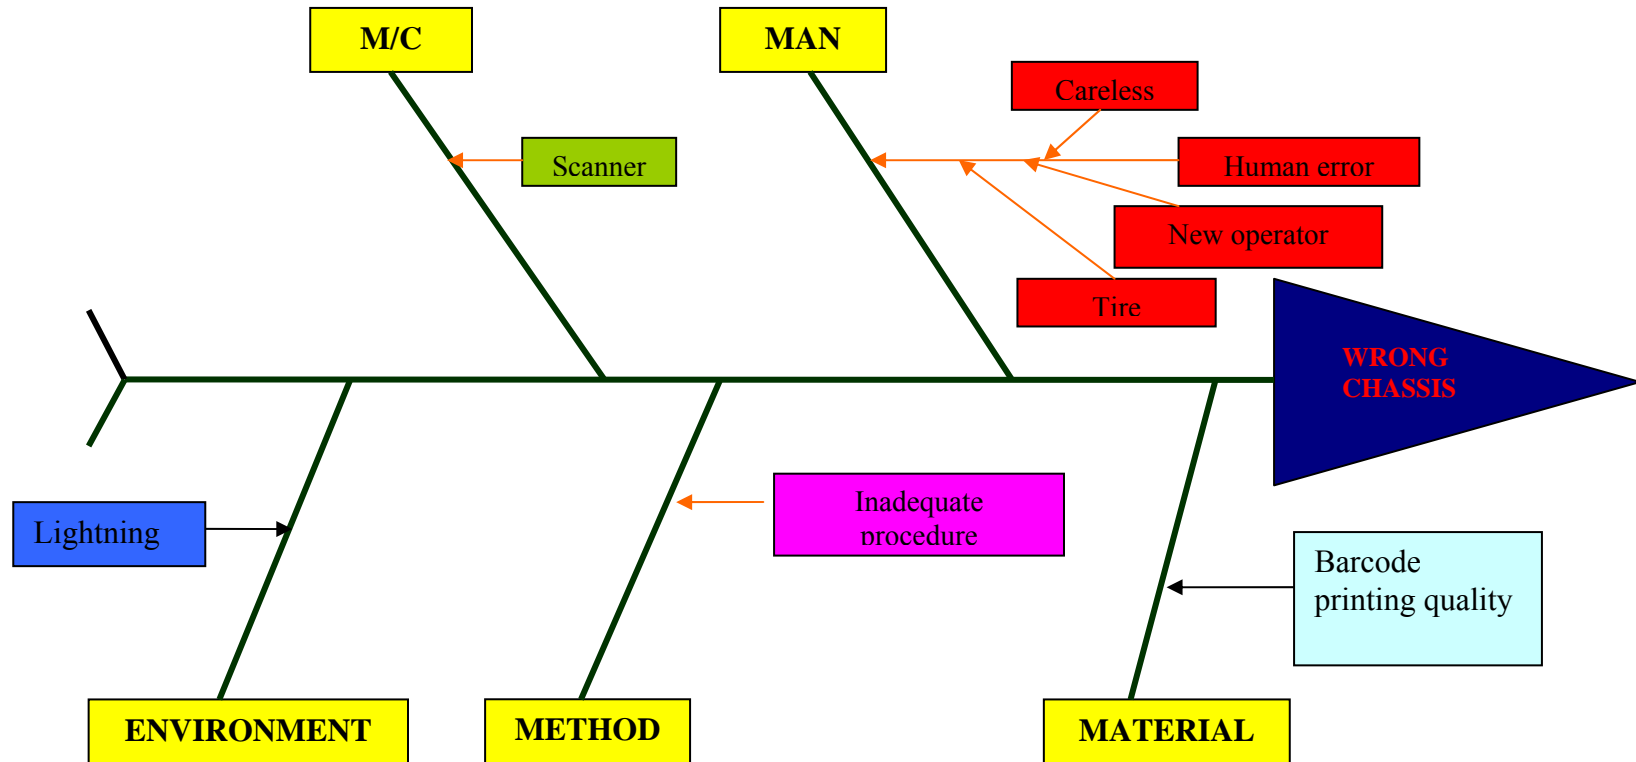 M/C
MAN
Careless
Scanner
Human error
New operator
Tire
WRONG
CHASSIS
Lightning
Inadequate
procedure
Barcode
printing quality
ENVIRONMENT
METHOD
MATERIAL